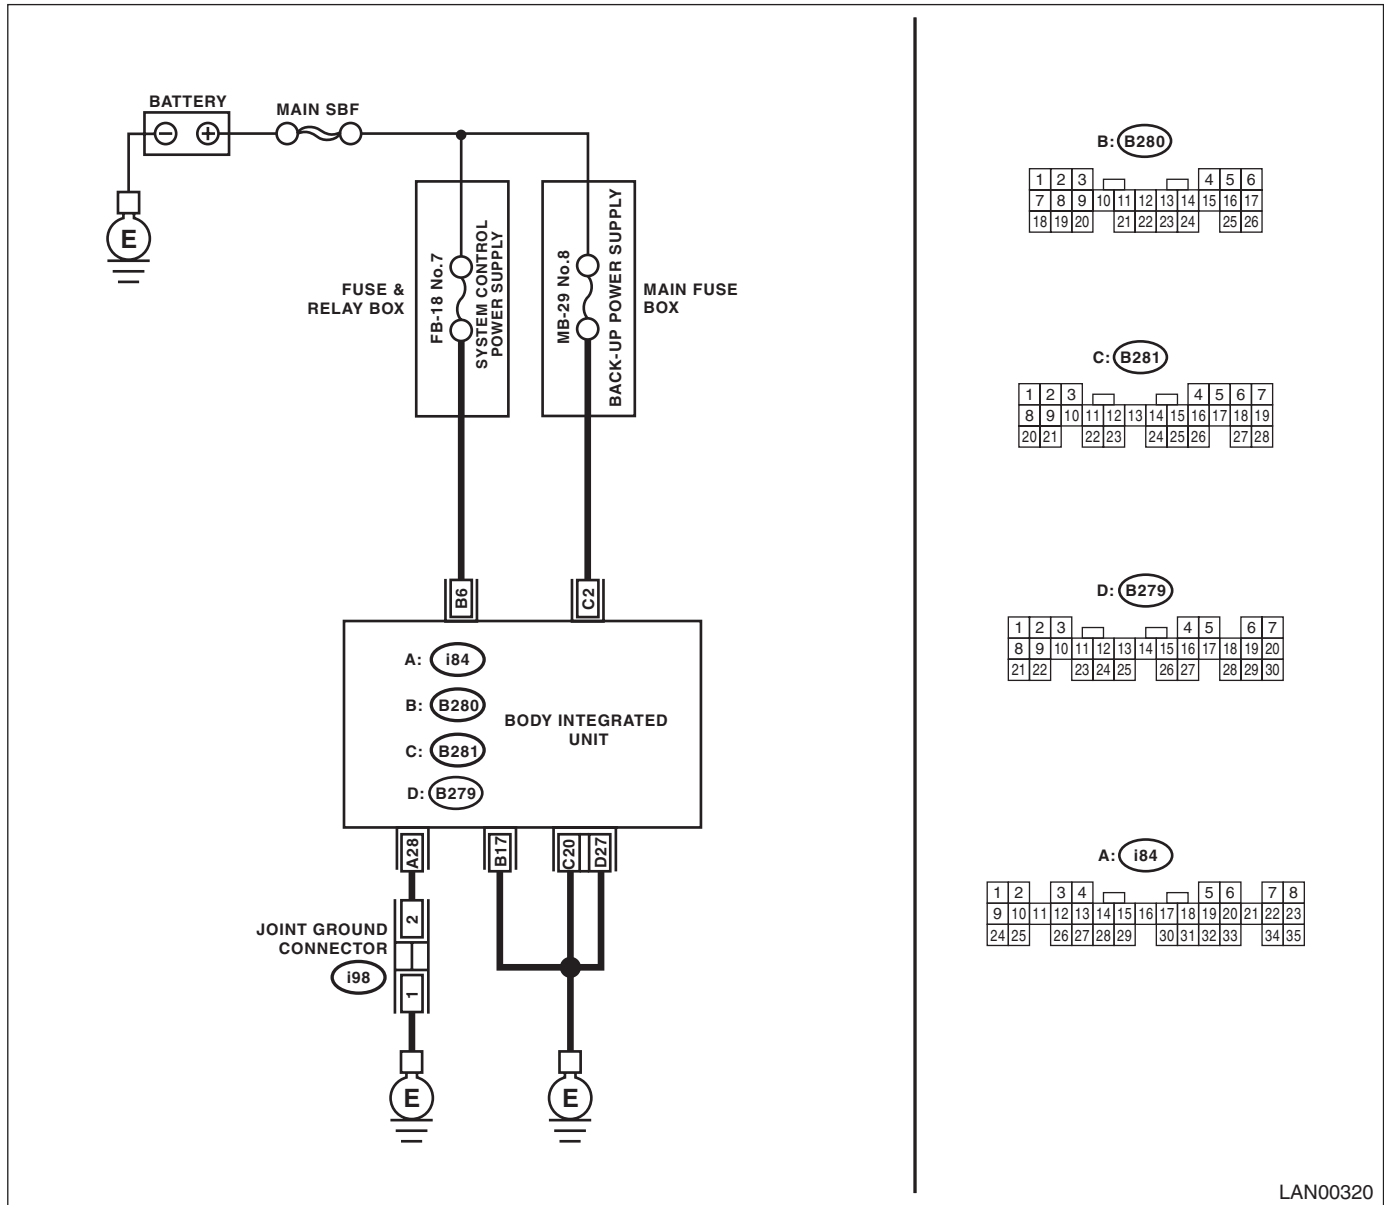 BATTERY
MAIN SBF
− +
E
FUSE &
RELAY BOX
FB-18 No.7
SYSTEM CONTROL
POWER SUPPLY
MB-29 No.8
BACK-UP POWER SUPPLY
MAIN FUSE
BOX
B6
C2
A: i84
B: B280
C: B281
D: B279
BODY INTEGRATED
UNIT
A28
B17
C20
D27
JOINT GROUND
CONNECTOR
i98
2
1
E
E
B: B280
1 2 3 4 5 6
7 8 9 10 11 12 13 14 15 16 17
18 19 20 21 22 23 24 25 26
C: B281
1 2 3 4 5 6 7
8 9 10 11 12 13 14 15 16 17 18 19
20 21 22 23 24 25 26 27 28
D: B279
1 2 3 4 5 6 7
8 9 10 11 12 13 14 15 16 17 18 19 20
21 22 23 24 25 26 27 28 29 30
A: i84
1 2 3 4 5 6 7 8
9 10 11 12 13 14 15 16 17 18 19 20 21 22 23
24 25 26 27 28 29 30 31 32 33 34 35
LAN00320